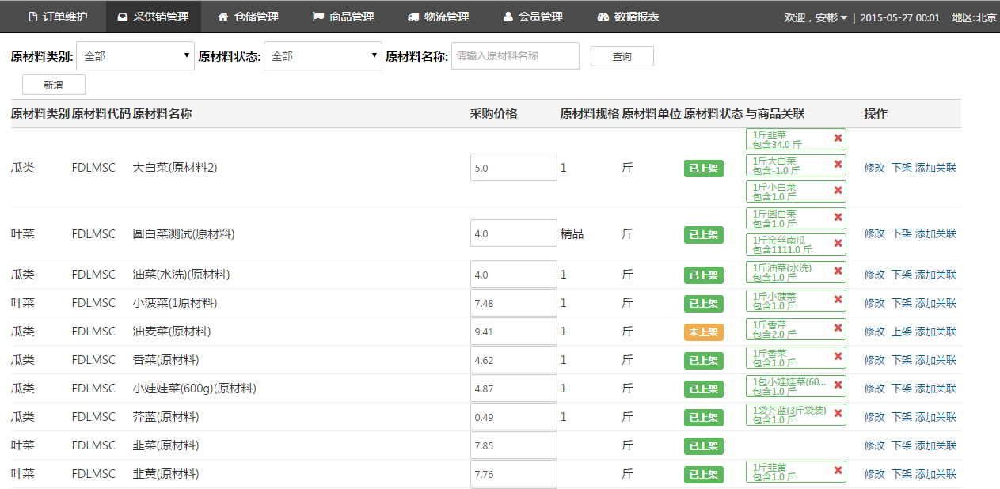 订单维护 采供销管理 仓储管理 商品管理 物流管理 会员管理 数据报表 欢迎，安彬 | 2015-05-27 00:01 地区:北京
原材料类别: 全部 原材料状态: 全部 原材料名称: 请输入原材料名称 查询
新增
原材料类别 原材料代码 原材料名称 采购价格 原材料规格 原材料单位 原材料状态 与商品关联 操作
1斤韭菜
包含34.0 斤
瓜类 FDLMSC 大白菜(原材料2) 5.0 1 斤 已上架 1斤大白菜 修改 下架 添加关联
包含-1.0 斤
1斤小白菜
包含1.0 斤
1斤圆白菜
包含1.0 斤
叶菜 FDLMSC 圆白菜测试(原材料) 4.0 精品 斤 已上架 修改 下架 添加关联
1斤金丝南瓜
包含1111.0 斤
瓜类 FDLMSC 油菜(水洗)(原材料) 4.0 1 斤 已上架 1斤油菜(水洗) 修改 下架 添加关联
包含1.0 斤
叶菜 FDLMSC 小菠菜(1原材料) 7.48 1 斤 已上架 1斤小菠菜 修改 下架 添加关联
包含1.0 斤
瓜类 FDLMSC 油麦菜(原材料) 9.41 1 斤 未上架 1斤香芹 修改 上架 添加关联
包含2.0 斤
瓜类 FDLMSC 香菜(原材料) 4.62 1 斤 已上架 1斤香菜 修改 下架 添加关联
包含1.0 斤
瓜类 FDLMSC 小娃娃菜(600g)(原材料) 4.87 1 斤 已上架 1包小娃娃菜(60... 修改 下架 添加关联
包含1.0 斤
瓜类 FDLMSC 芥蓝(原材料) 0.49 1 斤 已上架 1袋芥蓝(3斤袋装) 修改 下架 添加关联
包含1.0 斤
叶菜 FDLMSC 韭菜(原材料) 7.85 斤 已上架 修改 下架 添加关联
叶菜 FDLMSC 韭黄(原材料) 7.76 斤 已上架 1斤韭黄 修改 下架 添加关联
包含1.0 斤